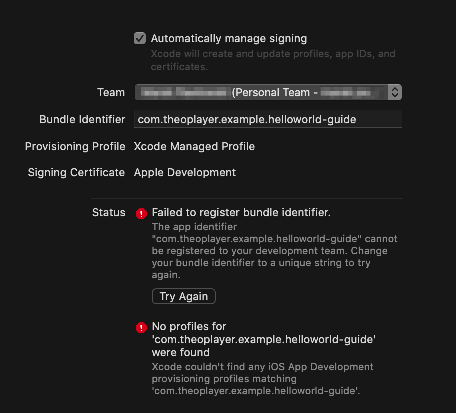 Automatically manage signing
Xcode will create and update profiles, app IDs, and
certificates.
Team (Personal Team -
Bundle Identifier com.theoplayer.example.helloworld-guide
Provisioning Profile Xcode Managed Profile
Signing Certificate Apple Development
Status Failed to register bundle identifier.
The app identifier
"com.theoplayer.example.helloworld-guide" cannot
be registered to your development team. Change
your bundle identifier to a unique string to try
again.
Try Again
No profiles for
'com.theoplayer.example.helloworld-guide'
were found
Xcode couldn't find any iOS App Development
provisioning profiles matching
'com.theoplayer.example.helloworld-guide'.